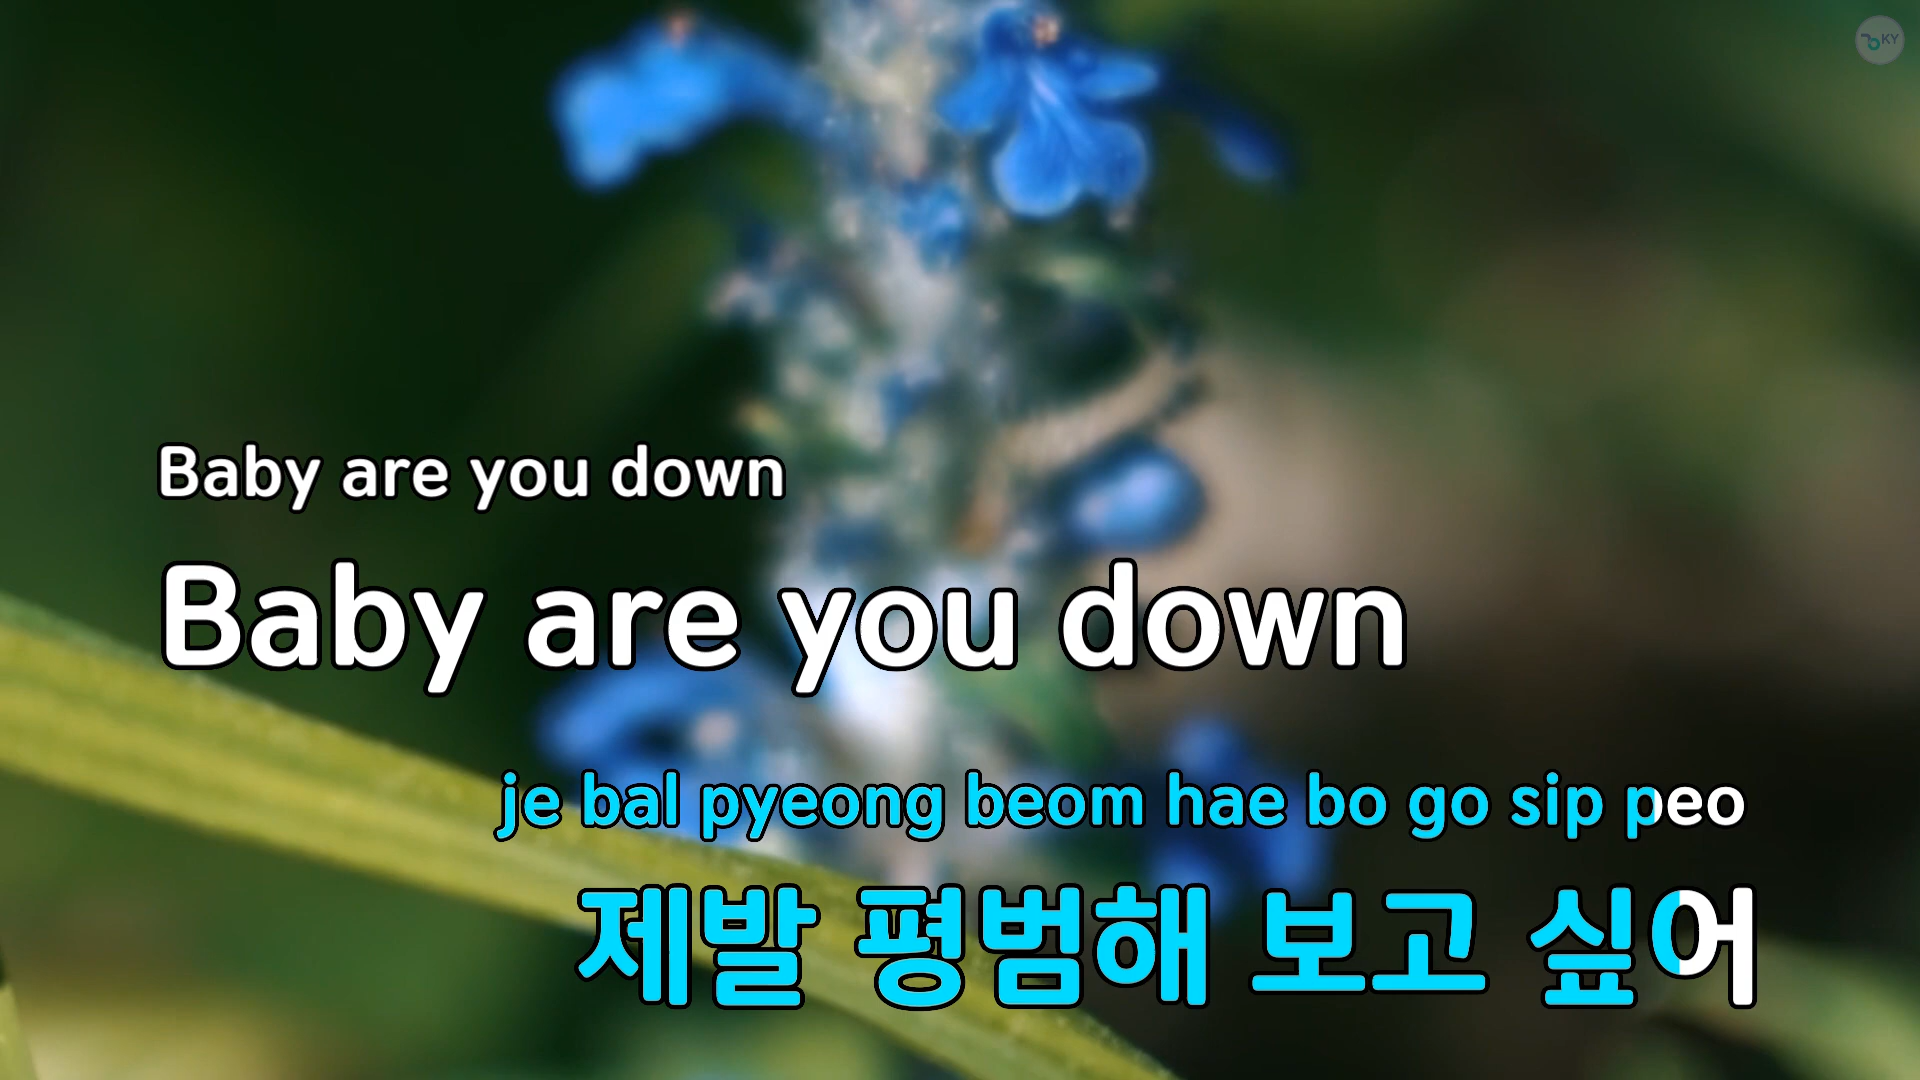 KY
Baby are you down
Baby are you down
je bal pyeong beom hae bo go sip peo
제발 평범해 보고 싶어